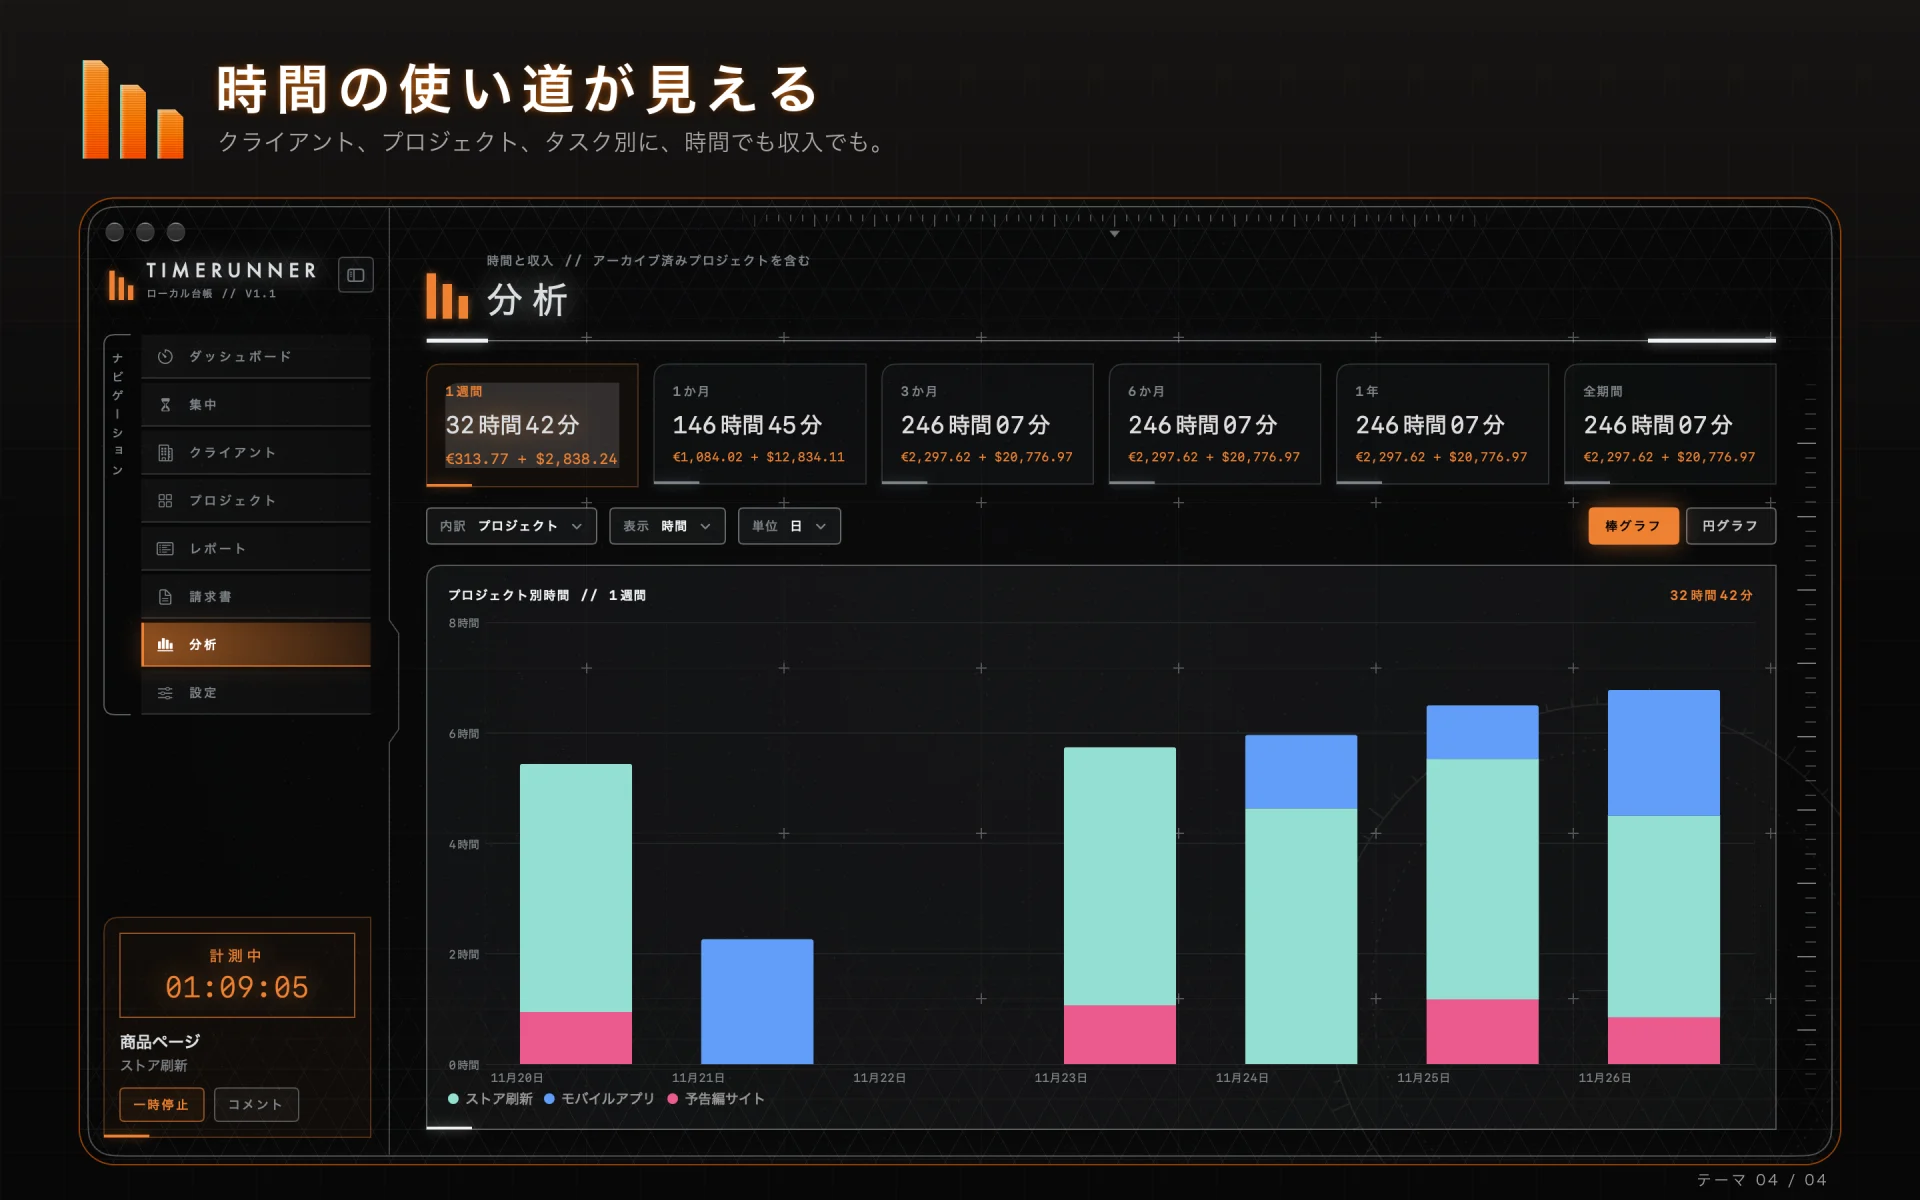 時間の使い道が見える
クライアント、プロジェクト、タスク別に、時間でも収入でも。
TIMERUNNER
ローカル台帳 // V1.1
ナビゲーション
ダッシュボード
集中
クライアント
プロジェクト
レポート
請求書
分析
設定
計測中
01:09:05
商品ページ
ストア刷新
一時停止 コメント
時間と収入 // アーカイブ済みプロジェクトを含む
分析
1週間
32時間42分
€313.77 + $2,838.24
1か月
146時間45分
€1,084.02 + $12,834.11
3か月
246時間07分
€2,297.62 + $20,776.97
6か月
246時間07分
€2,297.62 + $20,776.97
1年
246時間07分
€2,297.62 + $20,776.97
全期間
246時間07分
€2,297.62 + $20,776.97
内訳 プロジェクト 表示 時間 単位 日 棒グラフ 円グラフ
プロジェクト別時間 // 1週間 32時間42分
8時間
6時間
4時間
2時間
0時間
11月20日 11月21日 11月22日 11月23日 11月24日 11月25日 11月26日
ストア刷新 モバイルアプリ 予告編サイト
テーマ 04 / 04